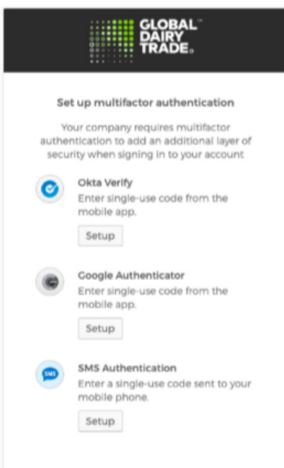 GLOBAL™
DAIRY
TRADE®
Set up multifactor authentication
Your company requires multifactor
authentication to add an additional layer of
security when signing in to your account
Okta Verify
Enter single-use code from the
mobile app.
Setup
Google Authenticator
Enter single-use code from the
mobile app.
Setup
SMS
SMS Authentication
Enter a single-use code sent to your
mobile phone.
Setup